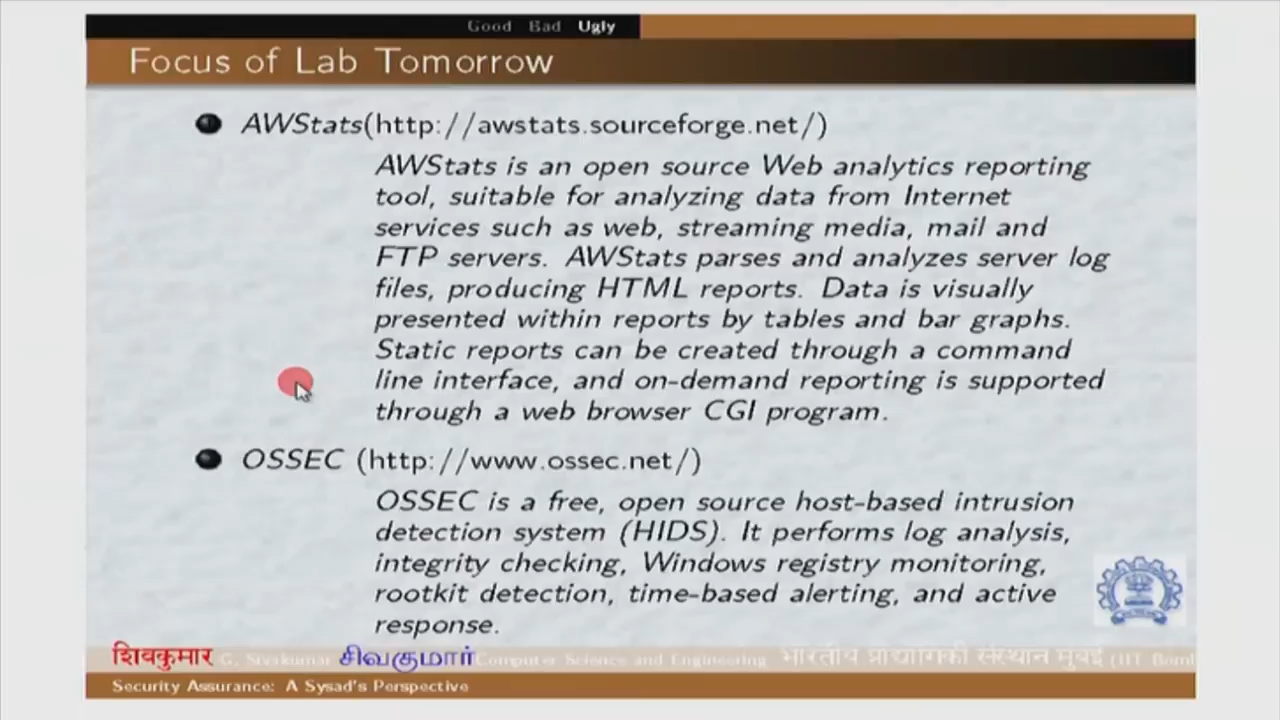 Good Bad Ugly
Focus of Lab Tomorrow
AWStats(http://awstats.sourceforge.net/)
AWStats is an open source Web analytics reporting
tool, suitable for analyzing data from Internet
services such as web, streaming media, mail and
FTP servers. AWStats parses and analyzes server log
files, producing HTML reports. Data is visually
presented within reports by tables and bar graphs.
Static reports can be created through a command
line interface, and on-demand reporting is supported
through a web browser CGI program.
OSSEC (http://www.ossec.net/)
OSSEC is a free, open source host-based intrusion
detection system (HIDS). It performs log analysis,
integrity checking, Windows registry monitoring,
rootkit detection, time-based alerting, and active
response.
शिवकुमार G. Sivakumar சிவகுமார் Computer Science and Engineering भारतीय प्रौद्योगिकी संस्थान मुंबई (IIT Bomb
Security Assurance: A Sysad's Perspective